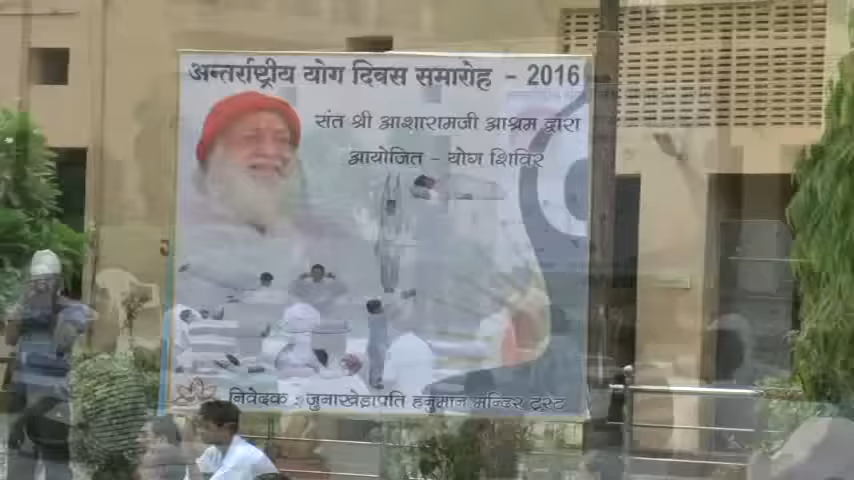 अन्तर्राष्ट्रीय योग दिवस समारोह - 2016
संत श्री आशारामजी आश्रम द्वारा
आयोजित - योग शिविर
निवेदक : जुनाखेड़ापति हनुमान मन्दिर ट्रस्ट